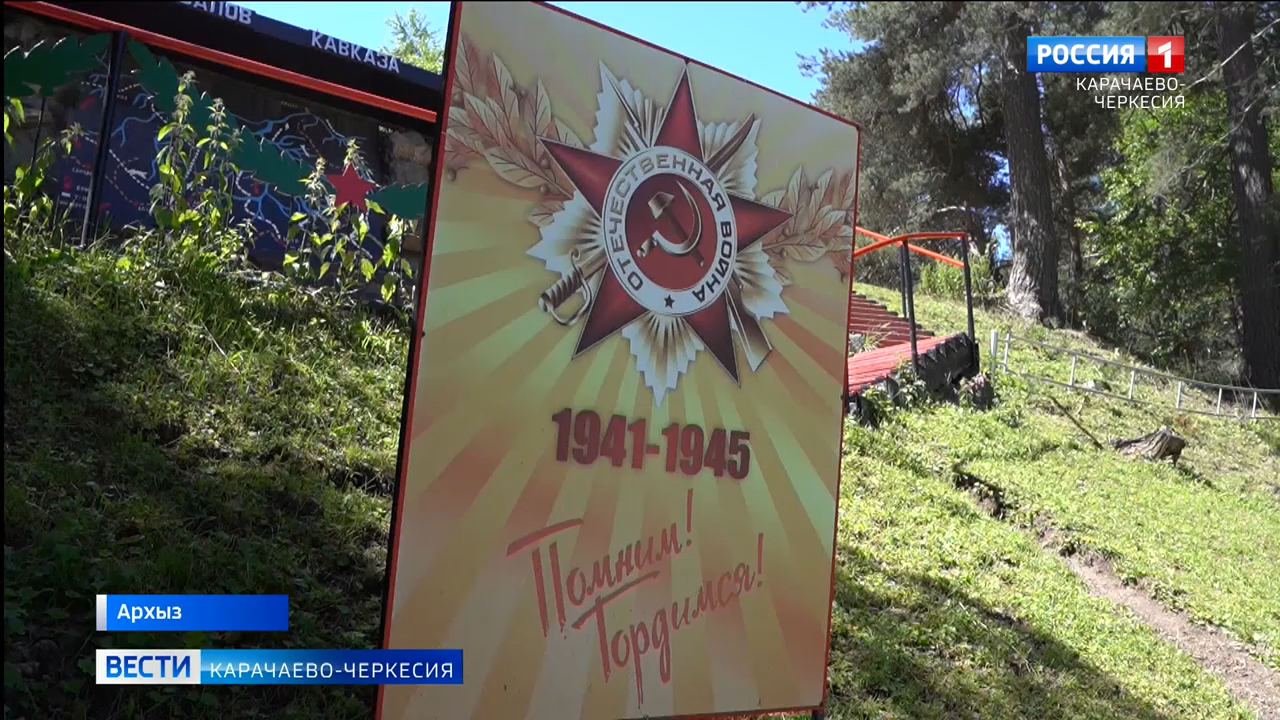 КАВКАЗА
РОССИЯ 1
КАРАЧАЕВО-
ЧЕРКЕСИЯ
ОТЕЧЕСТВЕННАЯ ВОЙНА
1941-1945
Помним!
Гордимся!
Архыз
ВЕСТИ КАРАЧАЕВО-ЧЕРКЕСИЯ